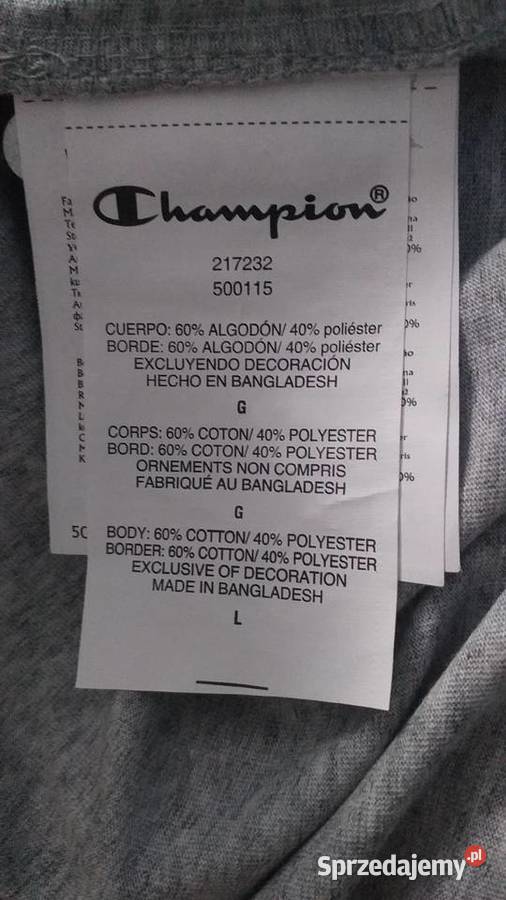 Champion®
217232
500115
CUERPO: 60% ALGODÓN/ 40% poliéster
BORDE: 60% ALGODÓN/ 40% poliéster
EXCLUYENDO DECORACIÓN
HECHO EN BANGLADESH
G
CORPS: 60% COTON/ 40% POLYESTER
BORD: 60% COTON/ 40% POLYESTER
ORNEMENTS NON COMPRIS
FABRIQUÉ AU BANGLADESH
G
BODY: 60% COTTON/ 40% POLYESTER
BORDER: 60% COTTON/ 40% POLYESTER
EXCLUSIVE OF DECORATION
MADE IN BANGLADESH
L
Sprzedajemy.pl